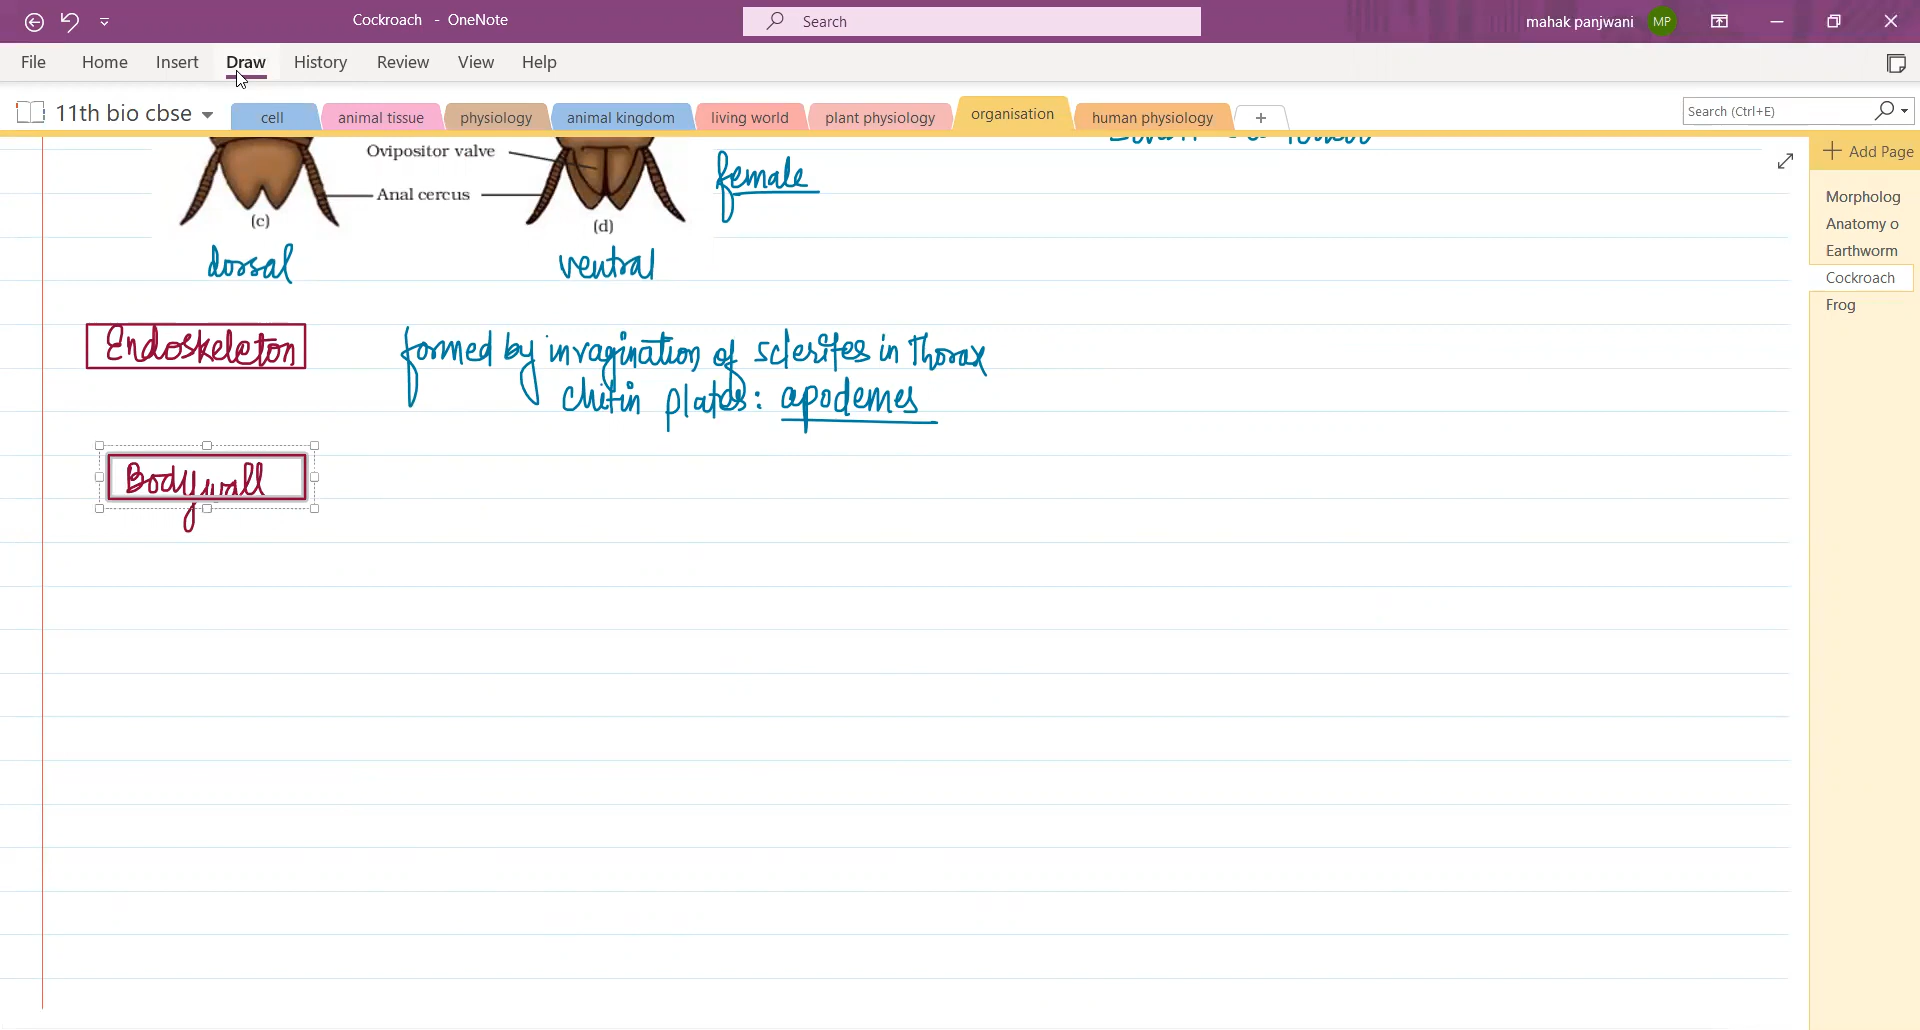 Cockroach - OneNote
Search
mahak panjwani
MP
File
Home
Insert
Draw
History
Review
View
Help
11th bio cbse
cell
animal tissue
physiology
animal kingdom
living world
plant physiology
organisation
human physiology
+
Search (Ctrl+E)
Add Page
Morpholog
Anatomy o
Earthworm
Cockroach
Frog
Ovipositor valve
Anal cercus
(c)
(d)
female
dorsal
ventral
Endoskeleton
formed by invagination of sclerites in Thorax
chitin plates: apodemes
Body wall